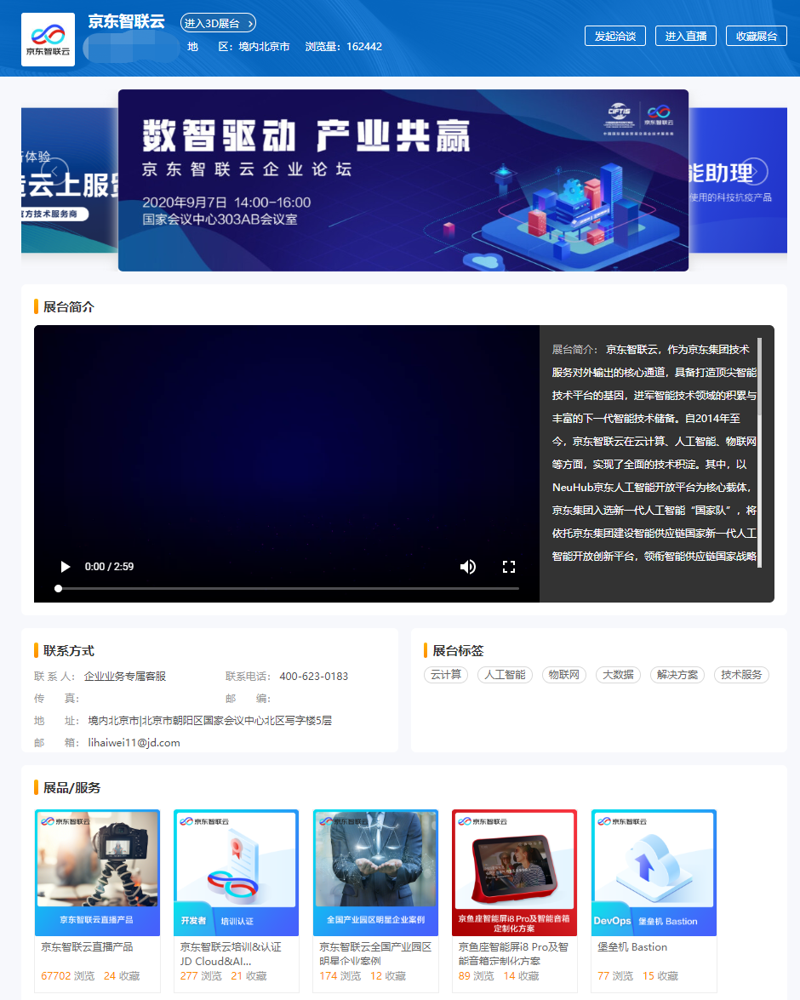 京东智联云
京东智联云
进入3D展台 >
地 区：境内北京市 浏览量：162442
发起洽谈
进入直播
收藏展台
体验
云上服
官方技术服务商
数智驱动 产业共赢
京东智联云企业论坛
2020年9月7日 14:00-16:00
国家会议中心303AB会议室
CIFTIS
京东智联云
能助理
使用的科技抗疫产品
展台简介
0:00 / 2:59
展台简介： 京东智联云，作为京东集团技术
服务对外输出的核心通道，具备打造顶尖智能
技术平台的基因，进军智能技术领域的积累与
丰富的下一代智能技术储备。自2014年至
今，京东智联云在云计算、人工智能、物联网
等方面，实现了全面的技术积淀。其中，以
NeuHub京东人工智能开放平台为核心载体，
京东集团入选新一代人工智能“国家队”，将
依托京东集团建设智能供应链国家新一代人工
智能开放创新平台，领衔智能供应链国家战略
联系方式
联 系 人： 企业业务专属客服
联系电话： 400-623-0183
传 真：
邮 编：
地 址： 境内北京市|北京市朝阳区国家会议中心北区写字楼5层
邮 箱： lihaiwei11@jd.com
展台标签
云计算
人工智能
物联网
大数据
解决方案
技术服务
展品/服务
京东智联云
京东智联云直播产品
京东智联云直播产品
67702 浏览 24 收藏
京东智联云
开发者 培训认证
京东智联云培训&认证
JD Cloud&AI...
277 浏览 21 收藏
京东智联云
全国产业园区明星企业案例
京东智联云全国产业园区
明星企业案例
174 浏览 12 收藏
京东智联云
京鱼座智能屏i8 Pro及智能音箱
定制化方案
京鱼座智能屏i8 Pro及智
能音箱定制化方案
89 浏览 14 收藏
京东智联云
DevOps 堡垒机 Bastion
堡垒机 Bastion
77 浏览 15 收藏